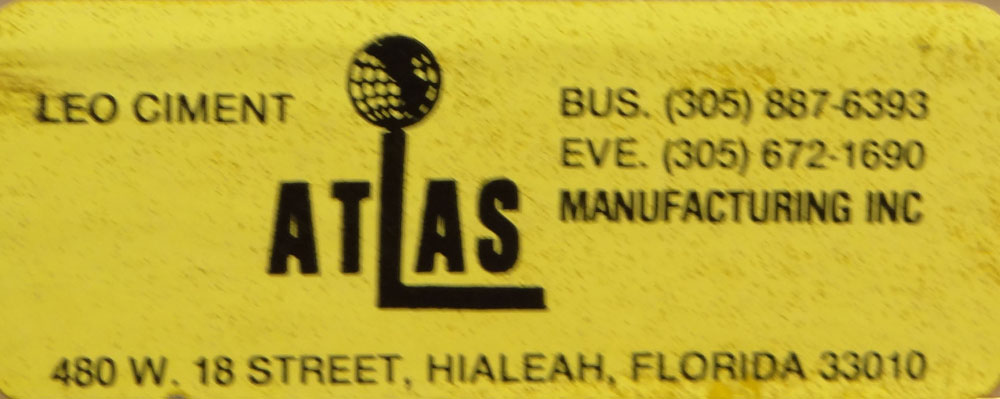 LEO CIMENT
ATLAS
BUS. (305) 887-6393
EVE. (305) 672-1690
MANUFACTURING INC
480 W. 18 STREET, HIALEAH, FLORIDA 33010